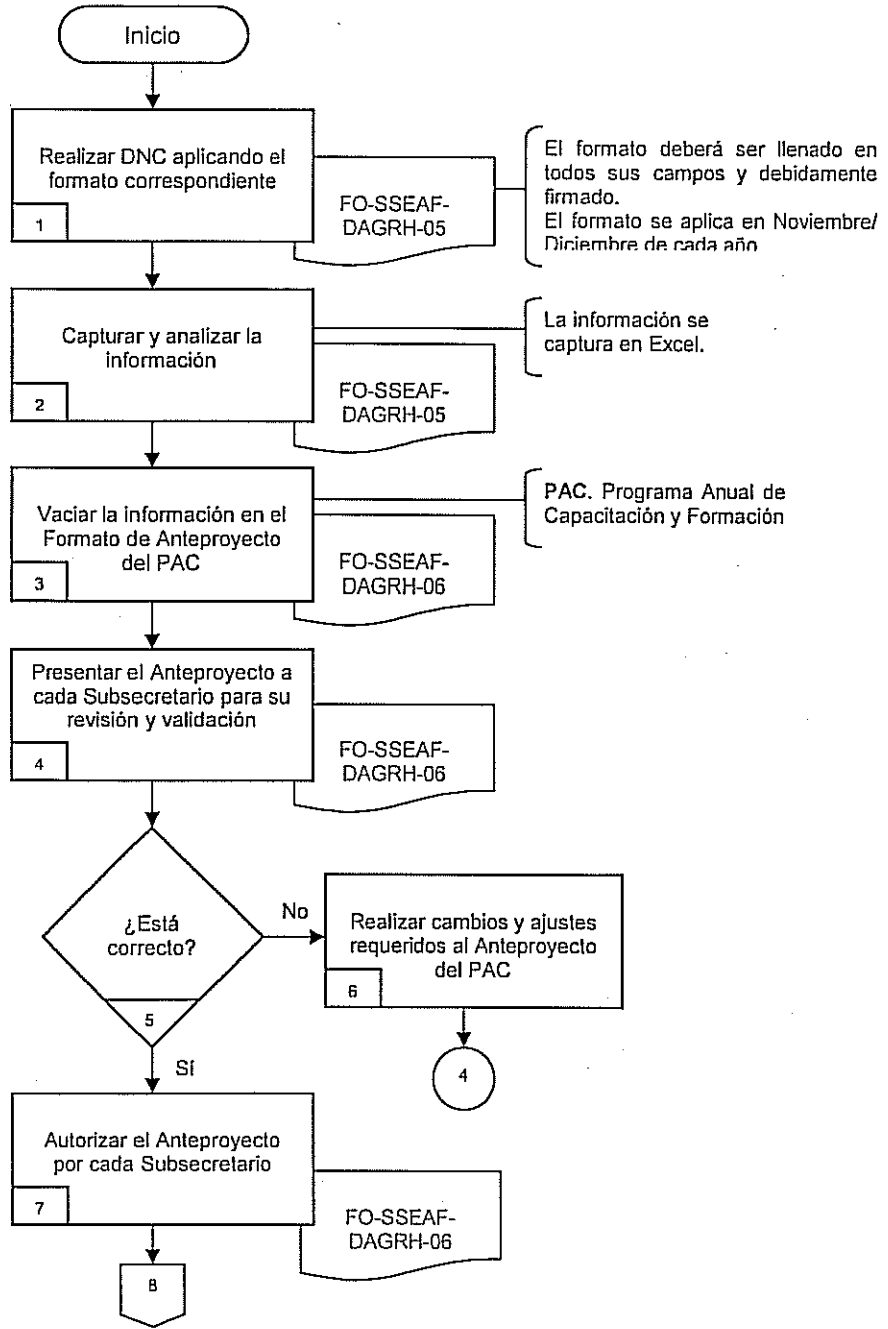 Inicio
Realizar DNC aplicando el
formato correspondiente
1
FO-SSEAF-
DAGRH-05
El formato deberá ser llenado en
todos sus campos y debidamente
firmado.
El formato se aplica en Noviembre/
Diciembre de cada año
Capturar y analizar la
información
2
FO-SSEAF-
DAGRH-05
La información se
captura en Excel.
Vaciar la información en el
Formato de Anteproyecto
del PAC
3
FO-SSEAF-
DAGRH-06
PAC. Programa Anual de
Capacitación y Formación
Presentar el Anteproyecto a
cada Subsecretario para su
revisión y validación
4
FO-SSEAF-
DAGRH-06
¿Está
correcto?
5
No
Realizar cambios y ajustes
requeridos al Anteproyecto
del PAC
6
4
Sí
Autorizar el Anteproyecto
por cada Subsecretario
7
FO-SSEAF-
DAGRH-06
8